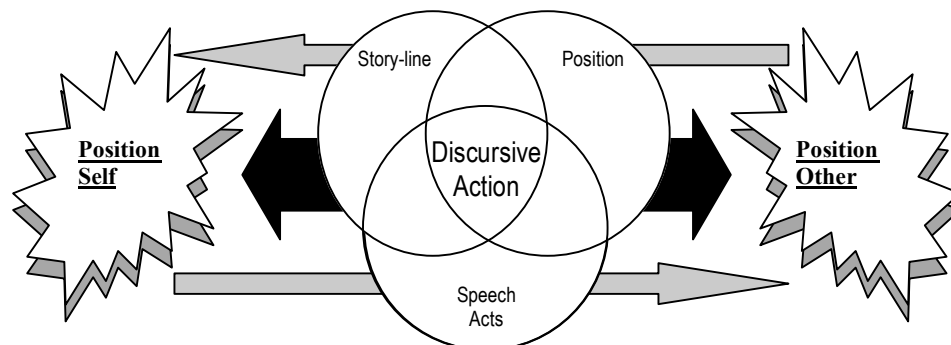 Story-line
Position
Position
Self
Discursive
Action
Position
Other
Speech
Acts